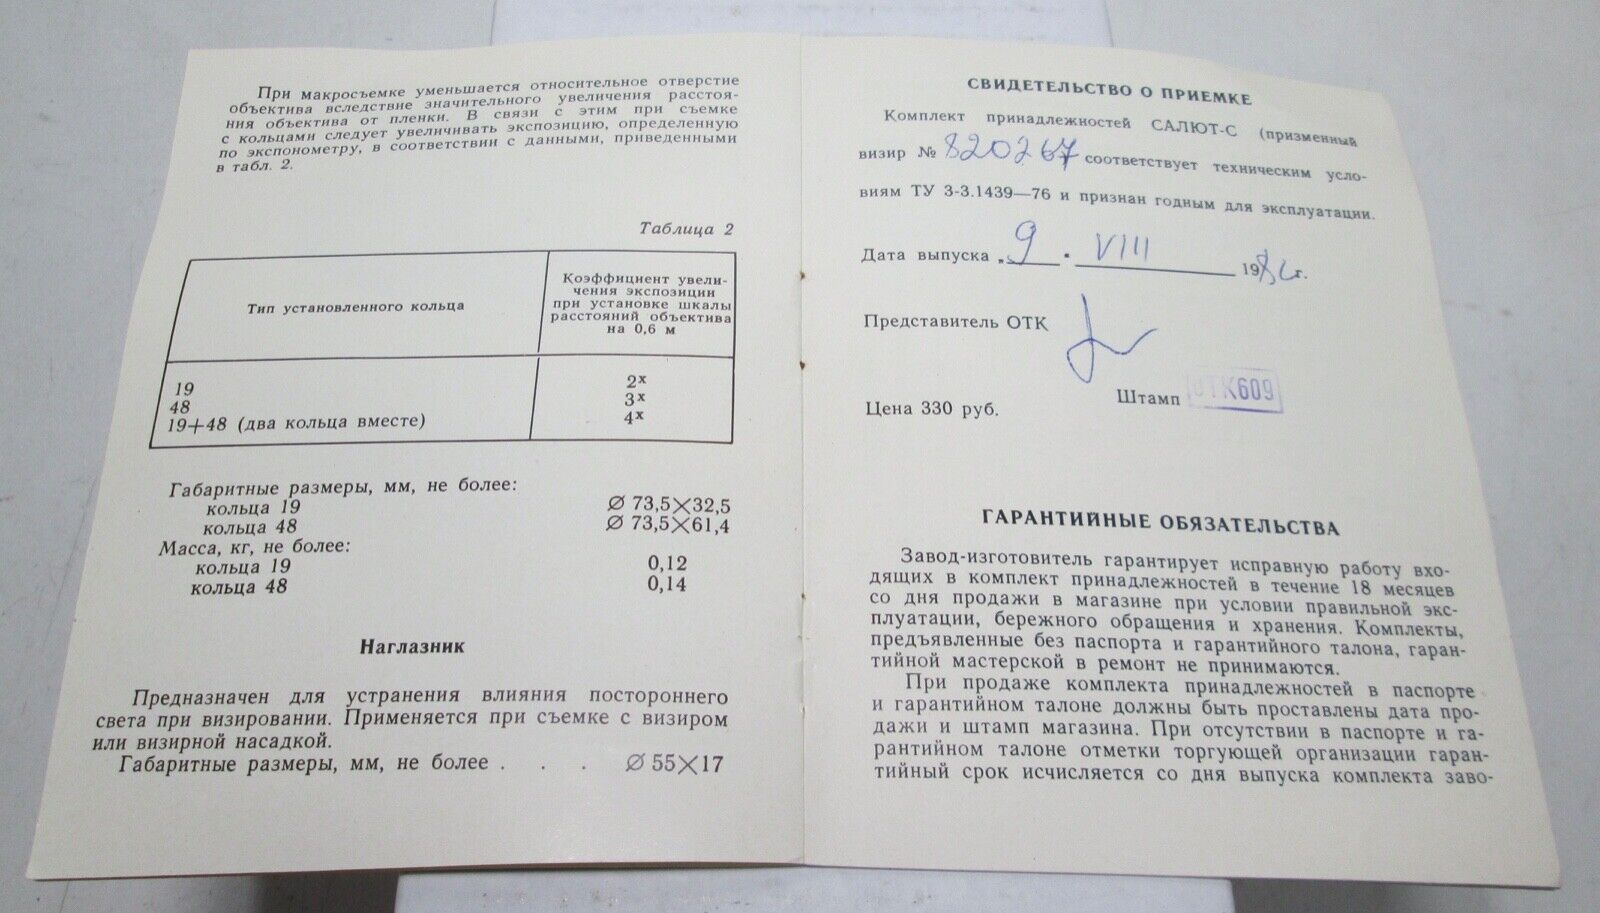 При макросъемке уменьшается относительное отверстие
объектива вследствие значительного увеличения расстоя-
ния объектива от пленки. В связи с этим при съемке
с кольцами следует увеличивать экспозицию, определенную
по экспонометру, в соответствии с данными, приведенными
в табл. 2.
Таблица 2
Тип установленного кольца
Коэффициент увели-
чения экспозиции
при установке шкалы
расстояний объектива
на 0,6 м
19 2ˣ
48 3ˣ
19+48 (два кольца вместе) 4ˣ
Габаритные размеры, мм, не более:
кольца 19 ∅ 73,5×32,5
кольца 48 ∅ 73,5×61,4
Масса, кг, не более:
кольца 19 0,12
кольца 48 0,14
Наглазник
Предназначен для устранения влияния постороннего
света при визировании. Применяется при съемке с визиром
или визирной насадкой.
Габаритные размеры, мм, не более . . . ∅ 55×17
СВИДЕТЕЛЬСТВО О ПРИЕМКЕ
Комплект принадлежностей САЛЮТ-С (призменный
визир № 820267 соответствует техническим усло-
виям ТУ 3-3.1439—76 и признан годным для эксплуатации.
Дата выпуска „9" VIII 1982г.
Представитель ОТК
Штамп ОТК609
Цена 330 руб.
ГАРАНТИЙНЫЕ ОБЯЗАТЕЛЬСТВА
Завод-изготовитель гарантирует исправную работу вхо-
дящих в комплект принадлежностей в течение 18 месяцев
со дня продажи в магазине при условии правильной экс-
плуатации, бережного обращения и хранения. Комплекты,
предъявленные без паспорта и гарантийного талона, гаран-
тийной мастерской в ремонт не принимаются.
При продаже комплекта принадлежностей в паспорте
и гарантийном талоне должны быть проставлены дата про-
дажи и штамп магазина. При отсутствии в паспорте и га-
рантийном талоне отметки торгующей организации гаран-
тийный срок исчисляется со дня выпуска комплекта заво-